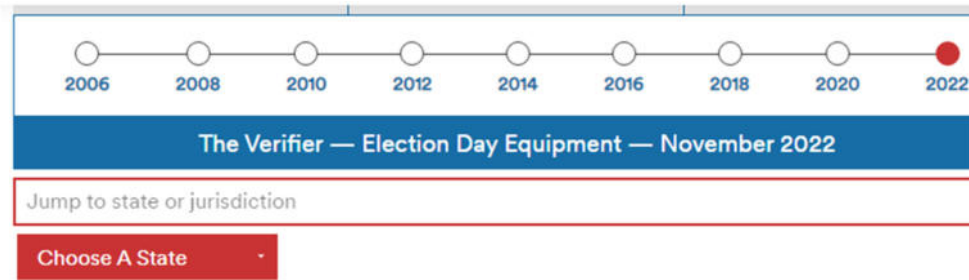 2006 2008 2010 2012 2014 2016 2018 2020 2022
The Verifier — Election Day Equipment — November 2022
Jump to state or jurisdiction
Choose A State